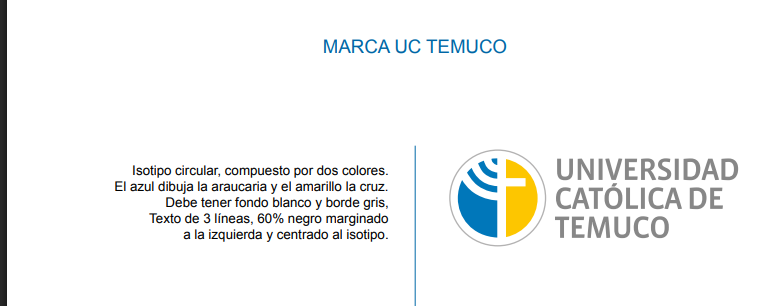 MARCA UC TEMUCO
Isotipo circular, compuesto por dos colores.
El azul dibuja la araucaria y el amarillo la cruz.
Debe tener fondo blanco y borde gris,
Texto de 3 líneas, 60% negro marginado
a la izquierda y centrado al isotipo.
UNIVERSIDAD
CATÓLICA DE
TEMUCO